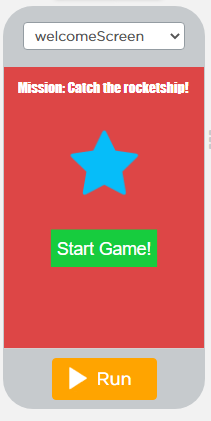 welcomeScreen
Mission: Catch the rocketship!
Start Game!
Run